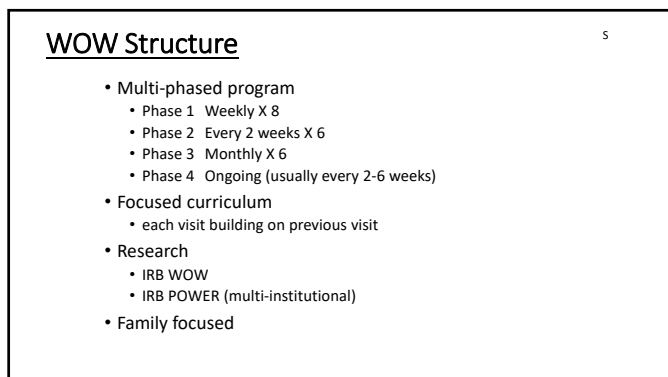 WOW Structure
S
• Multi-phased program
• Phase 1 Weekly X 8
• Phase 2 Every 2 weeks X 6
• Phase 3 Monthly X 6
• Phase 4 Ongoing (usually every 2-6 weeks)
• Focused curriculum
• each visit building on previous visit
• Research
• IRB WOW
• IRB POWER (multi-institutional)
• Family focused